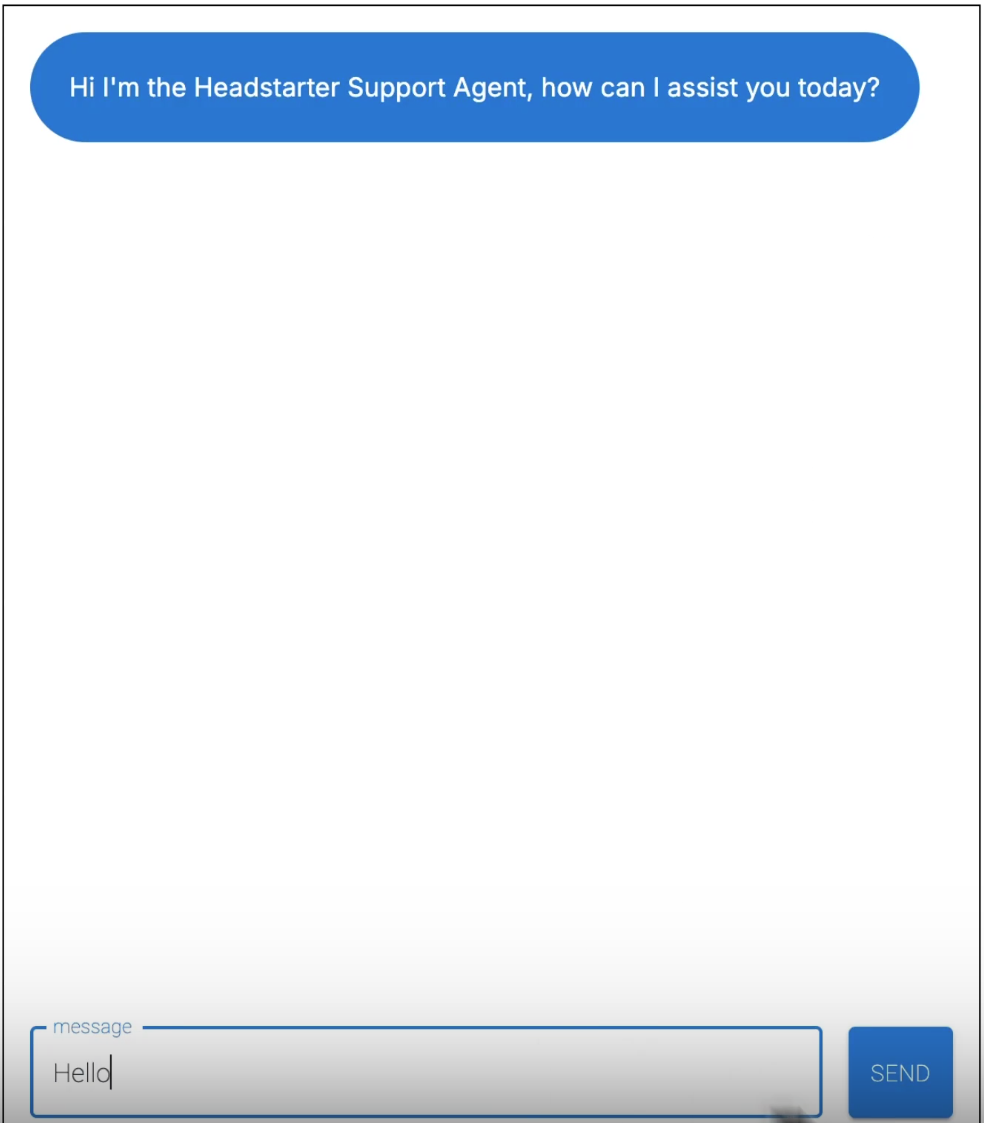 Hi I'm the Headstarter Support Agent, how can I assist you today?
message
Hello
SEND